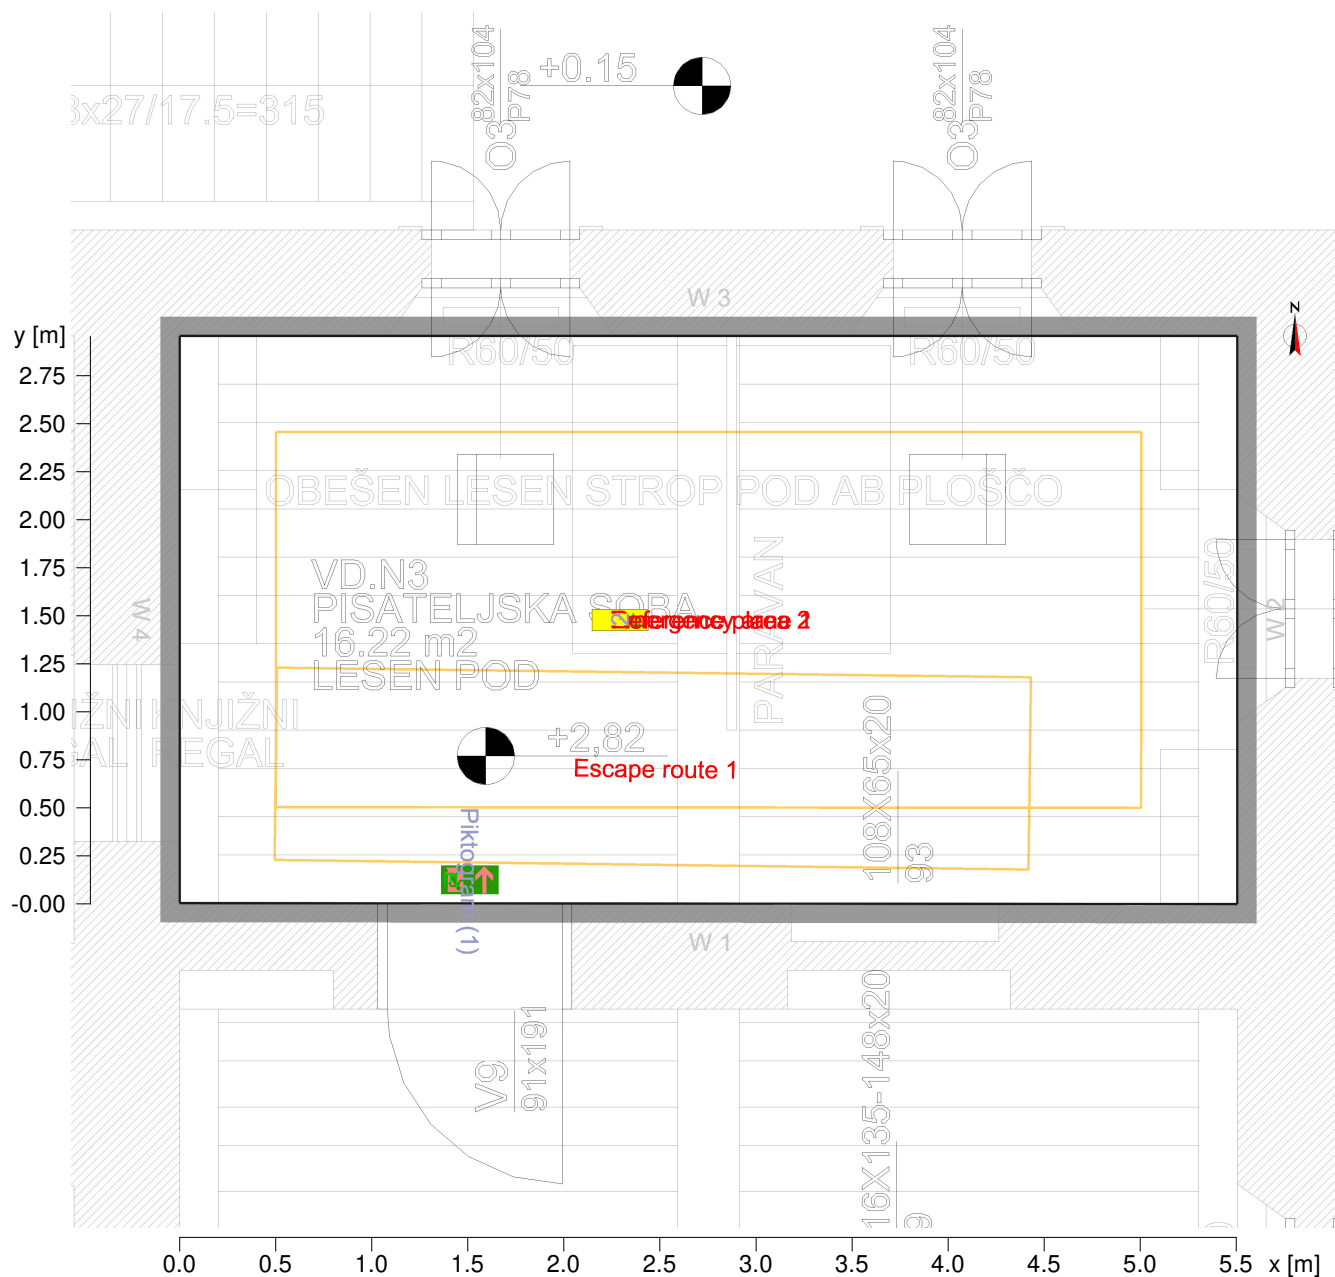 82x104
P78
O3
+0.15
82x104
P78
O3
3x27/17.5=315
W 3
N
y [m]
R60/50
R60/50
2.75
2.50
2.25
2.00
1.75
1.50
1.25
1.00
0.75
0.50
0.25
-0.00
OBEŠEN LESEN STROP POD AB PLOŠČO
VD.N3
PISATELJSKA SOBA
16.22 m2
LESEN POD
2
PARAVAN
R60/50
W 2
W 4
KNJIŽNI
REGAL
+2,82
Escape route 1
108X65x20
93
Piktogram (1)
W 1
V9
91x191
16X135-148x20
0.0 0.5 1.0 1.5 2.0 2.5 3.0 3.5 4.0 4.5 5.0 5.5 x [m]